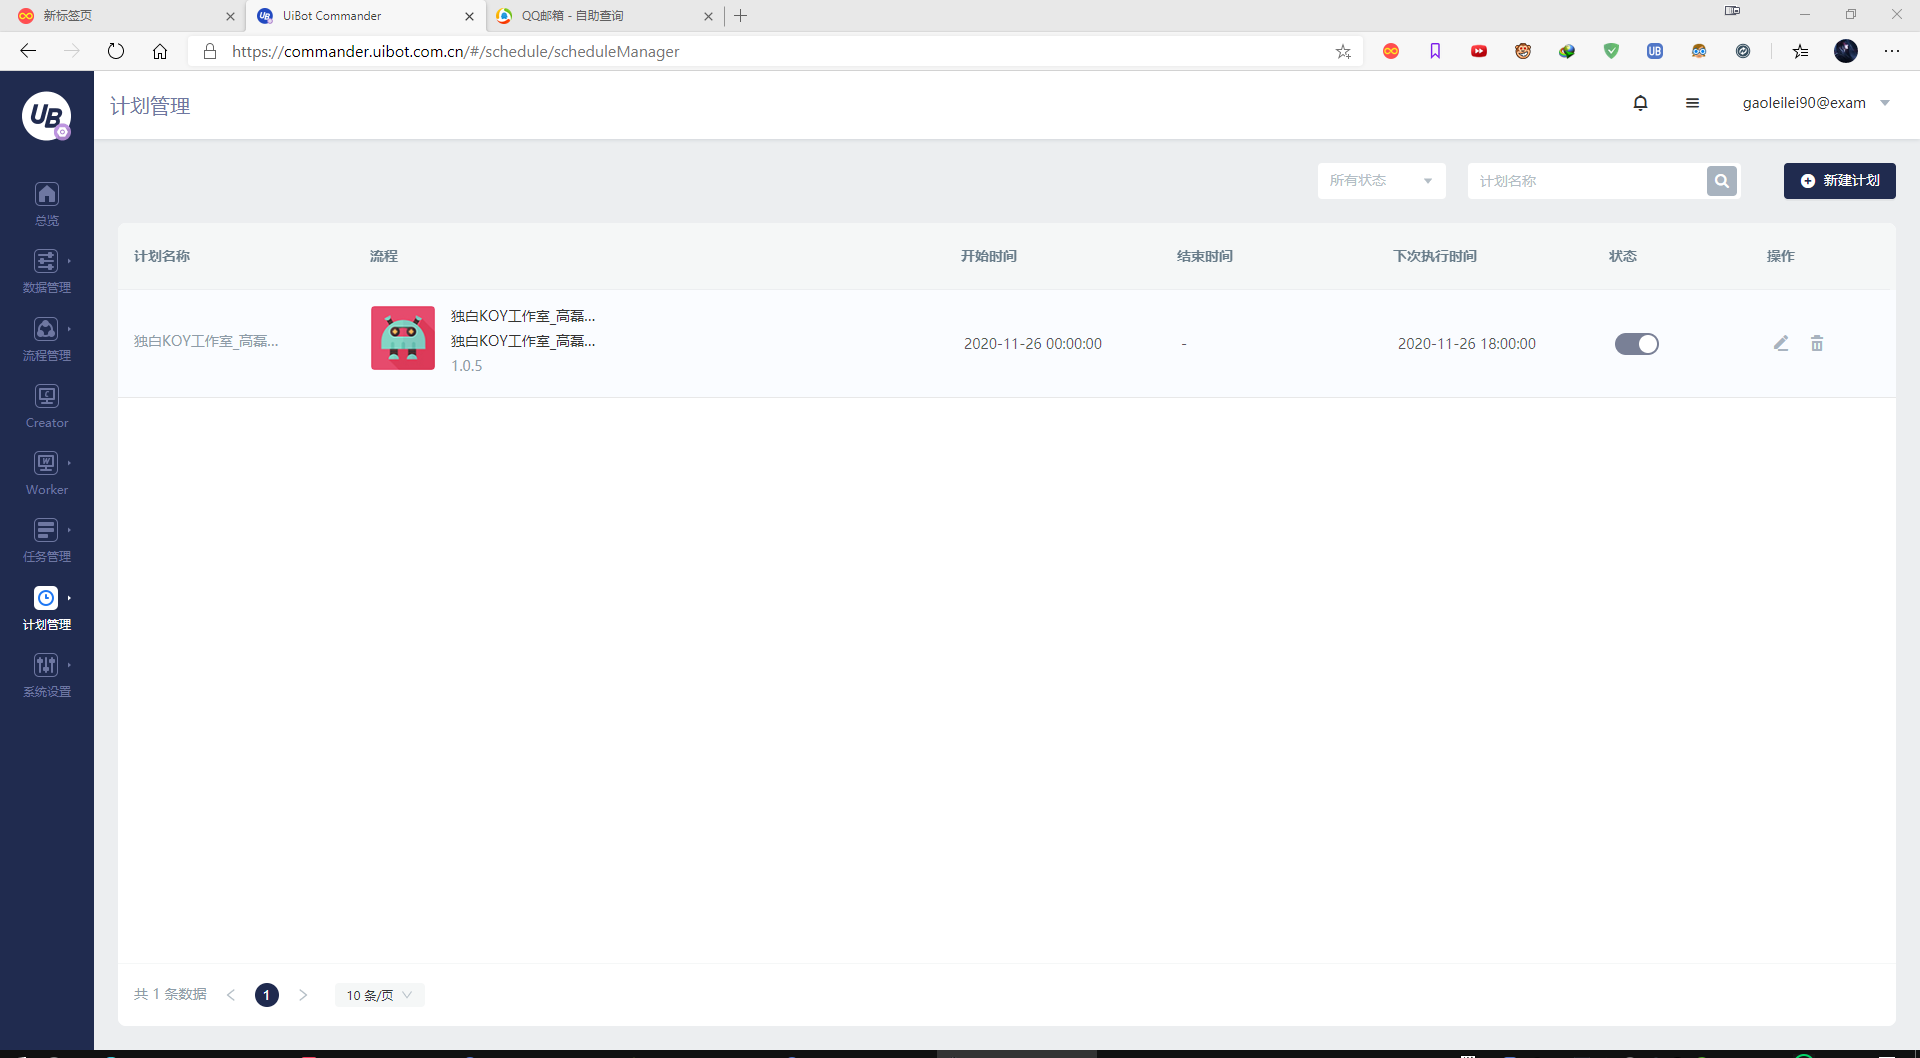 新标签页
UiBot Commander
QQ邮箱 - 自助查询
https://commander.uibot.com.cn/#/schedule/scheduleManager
UB
UB
计划管理
gaoleilei90@exam
总览
数据管理
流程管理
Creator
Worker
任务管理
计划管理
系统设置
所有状态
计划名称
新建计划
计划名称 流程 开始时间 结束时间 下次执行时间 状态 操作
独白KOY工作室_高磊...
独白KOY工作室_高磊...
独白KOY工作室_高磊...
1.0.5
2020-11-26 00:00:00
-
2020-11-26 18:00:00
共 1 条数据
1
10 条/页